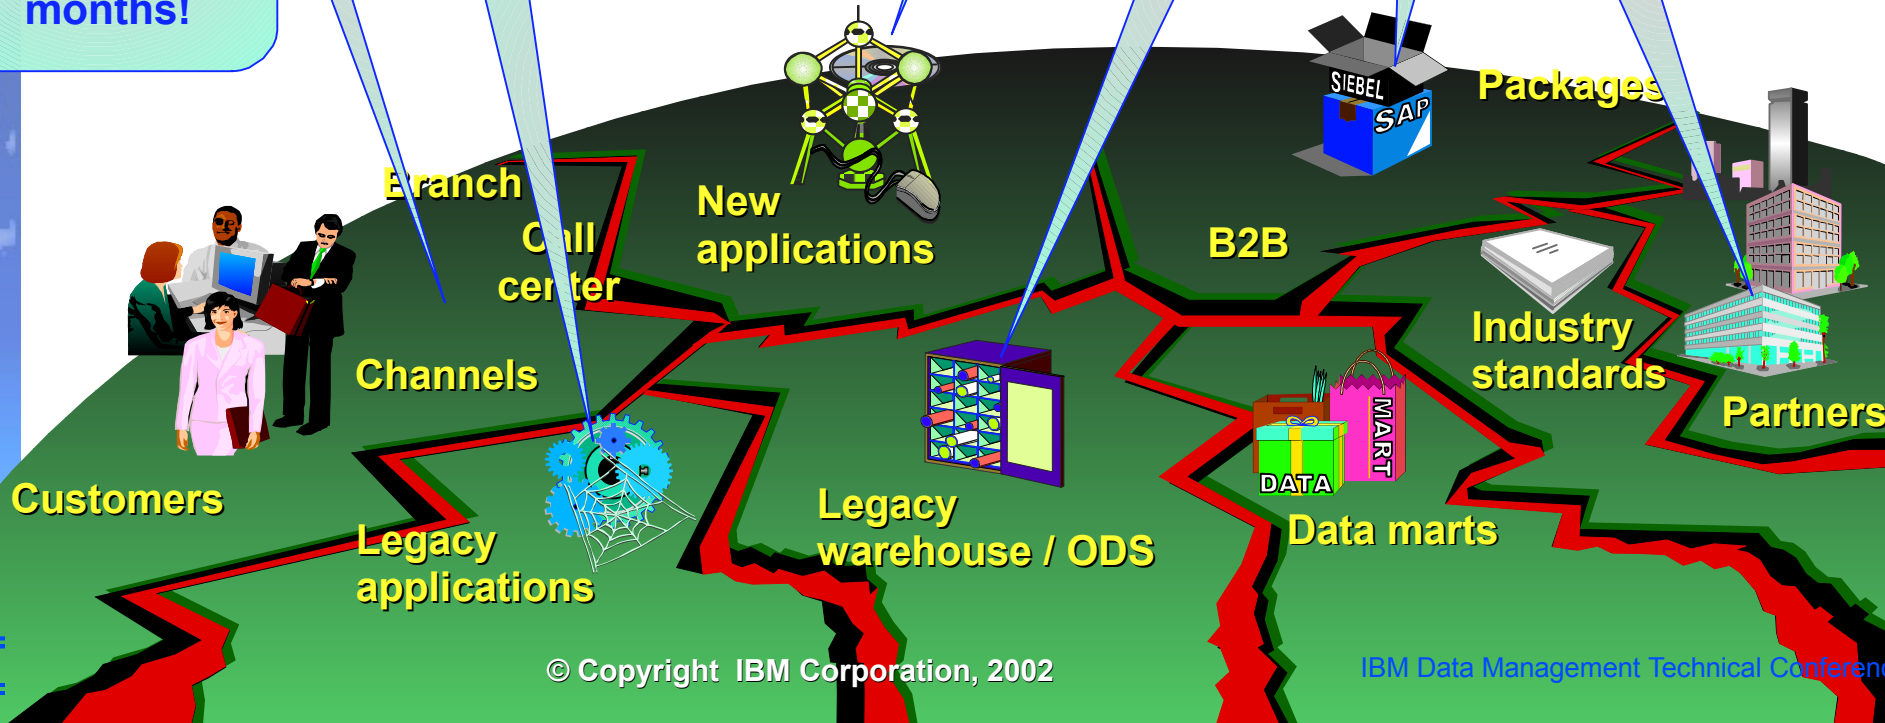 months!
SIEBEL
SAP
Packages
Branch
Call
center
New
applications
B2B
Industry
standards
Channels
Partners
MART
DATA
Customers
Legacy
applications
Legacy
warehouse / ODS
Data marts
© Copyright IBM Corporation, 2002
IBM Data Management Technical